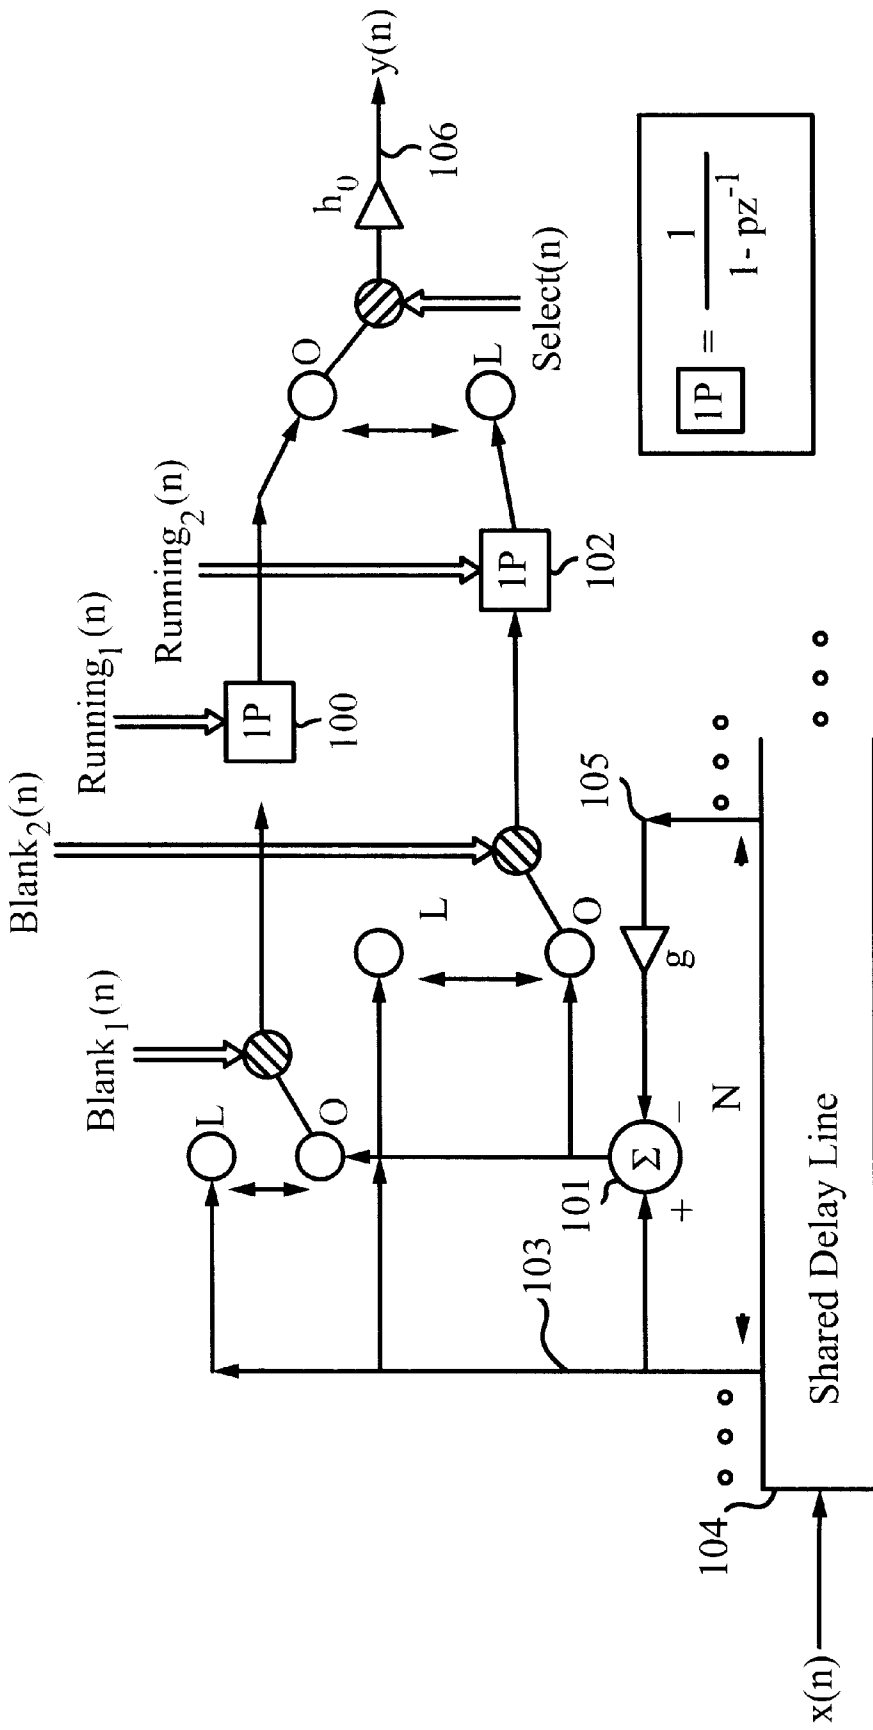 Blank₂(n)
Blank₁(n)
Running₁(n)
Running₂(n)
L
O
1P
100
L
O
1P
102
O
L
Select(n)
h₀
106
y(n)
103
101
Σ
+
−
g
105
N
104
x(n)
Shared Delay Line
1P = 1
1- pz⁻¹